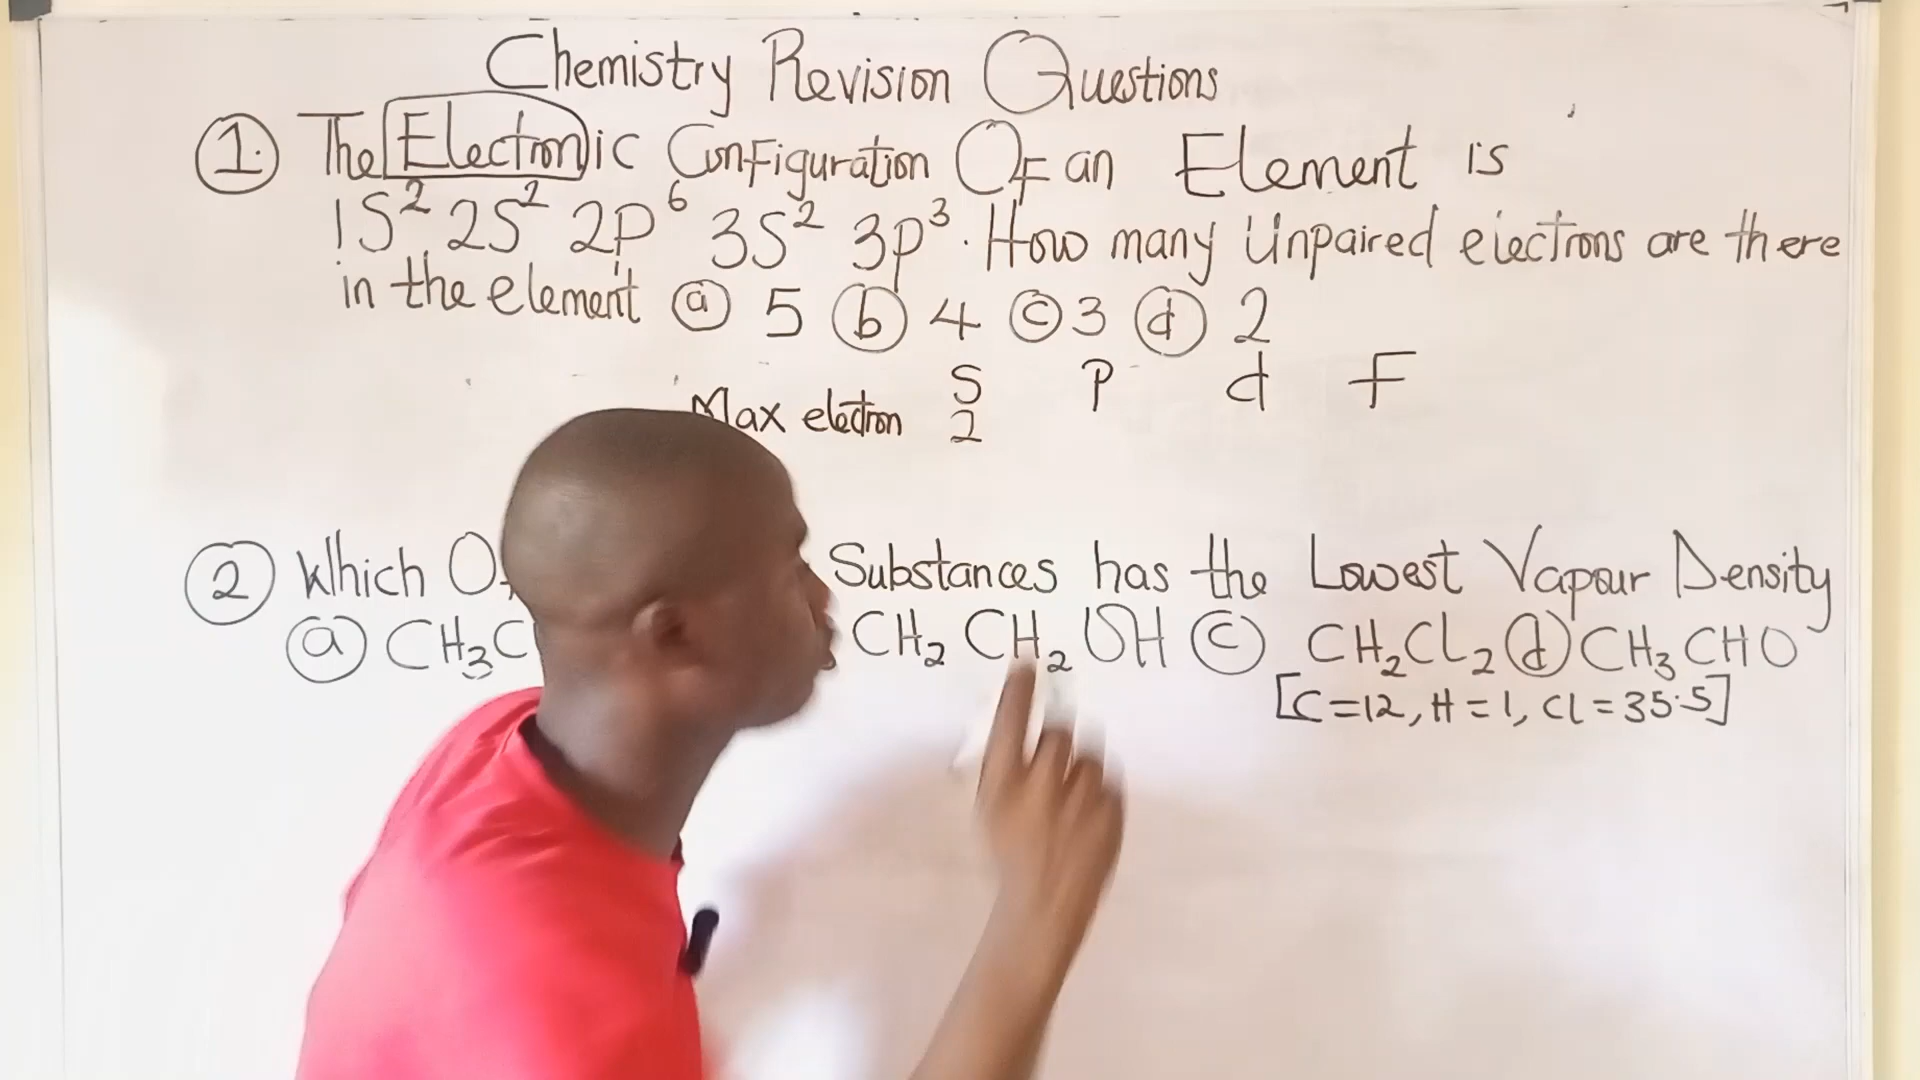 Chemistry Revision Questions
1. The Electronic Configuration Of an Element is
1S² 2S² 2P⁶ 3S² 3p³. How many Unpaired electrons are there
in the element (a) 5 (b) 4 (c) 3 (d) 2
S P d F
Max electron 2
2 Which Substances has the Lowest Vapour Density
(a) CH₃C CH₂ CH₂ OH (c) CH₂Cl₂ (d) CH₃CHO
[C=12, H=1, Cl=35.5]